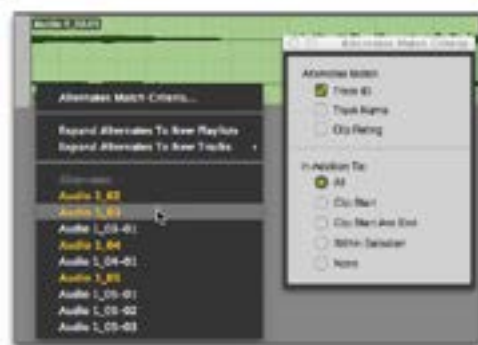 Audio 1_02-01
Alternates Match Criteria...
Expand Alternates To New Playlists
Expand Alternates To New Tracks
Alternates
Audio 1_02
Audio 1_03
Audio 1_03-01
Audio 1_04
Audio 1_04-01
Audio 1_05
Audio 1_05-01
Audio 1_05-02
Audio 1_05-03
Alternates Match Criteria
Alternates Match:
Track ID
Track Name
Clip Rating
In Addition To:
All
Clip Start
Clip Start And End
Within Selection
None